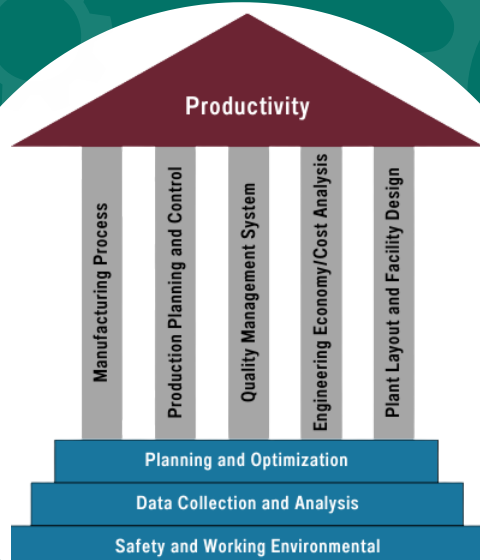 Productivity
Manufacturing Process
Production Planning and Control
Quality Management System
Engineering Economy/Cost Analysis
Plant Layout and Facility Design
Planning and Optimization
Data Collection and Analysis
Safety and Working Environmental